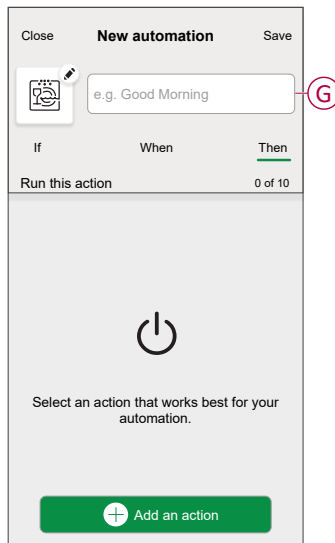 Close New automation Save
e.g. Good Morning
G
If When Then
Run this action 0 of 10
Select an action that works best for your
automation.
Add an action